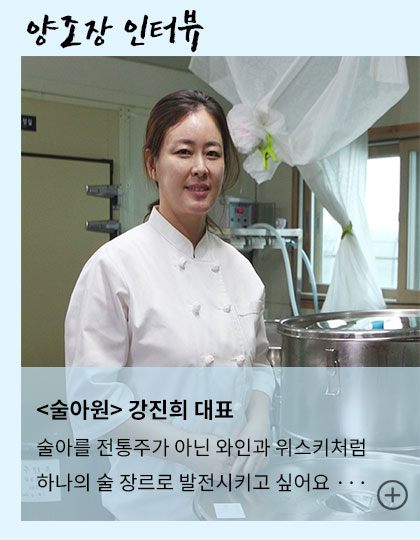 양조장 인터뷰
<술아원> 강진희 대표
술아를 전통주가 아닌 와인과 위스키처럼
하나의 술 장르로 발전시키고 싶어요 ···